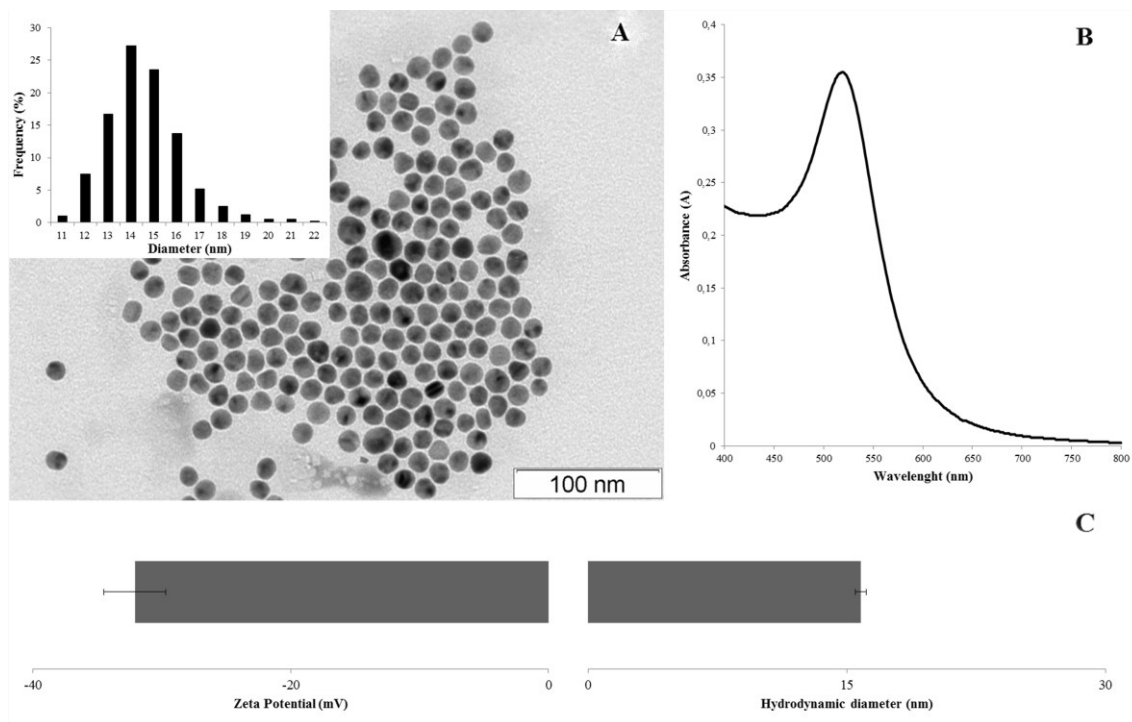 A
30
25
20
15
10
5
0
Frequency (%)
11 12 13 14 15 16 17 18 19 20 21 22
Diameter (nm)
100 nm
B
0,4
0,35
0,3
0,25
0,2
0,15
0,1
0,05
0
Absorbance (A)
400 450 500 550 600 650 700 750 800
Wavelenght (nm)
C
-40 -20 0
Zeta Potential (mV)
0 15 30
Hydrodynamic diameter (nm)